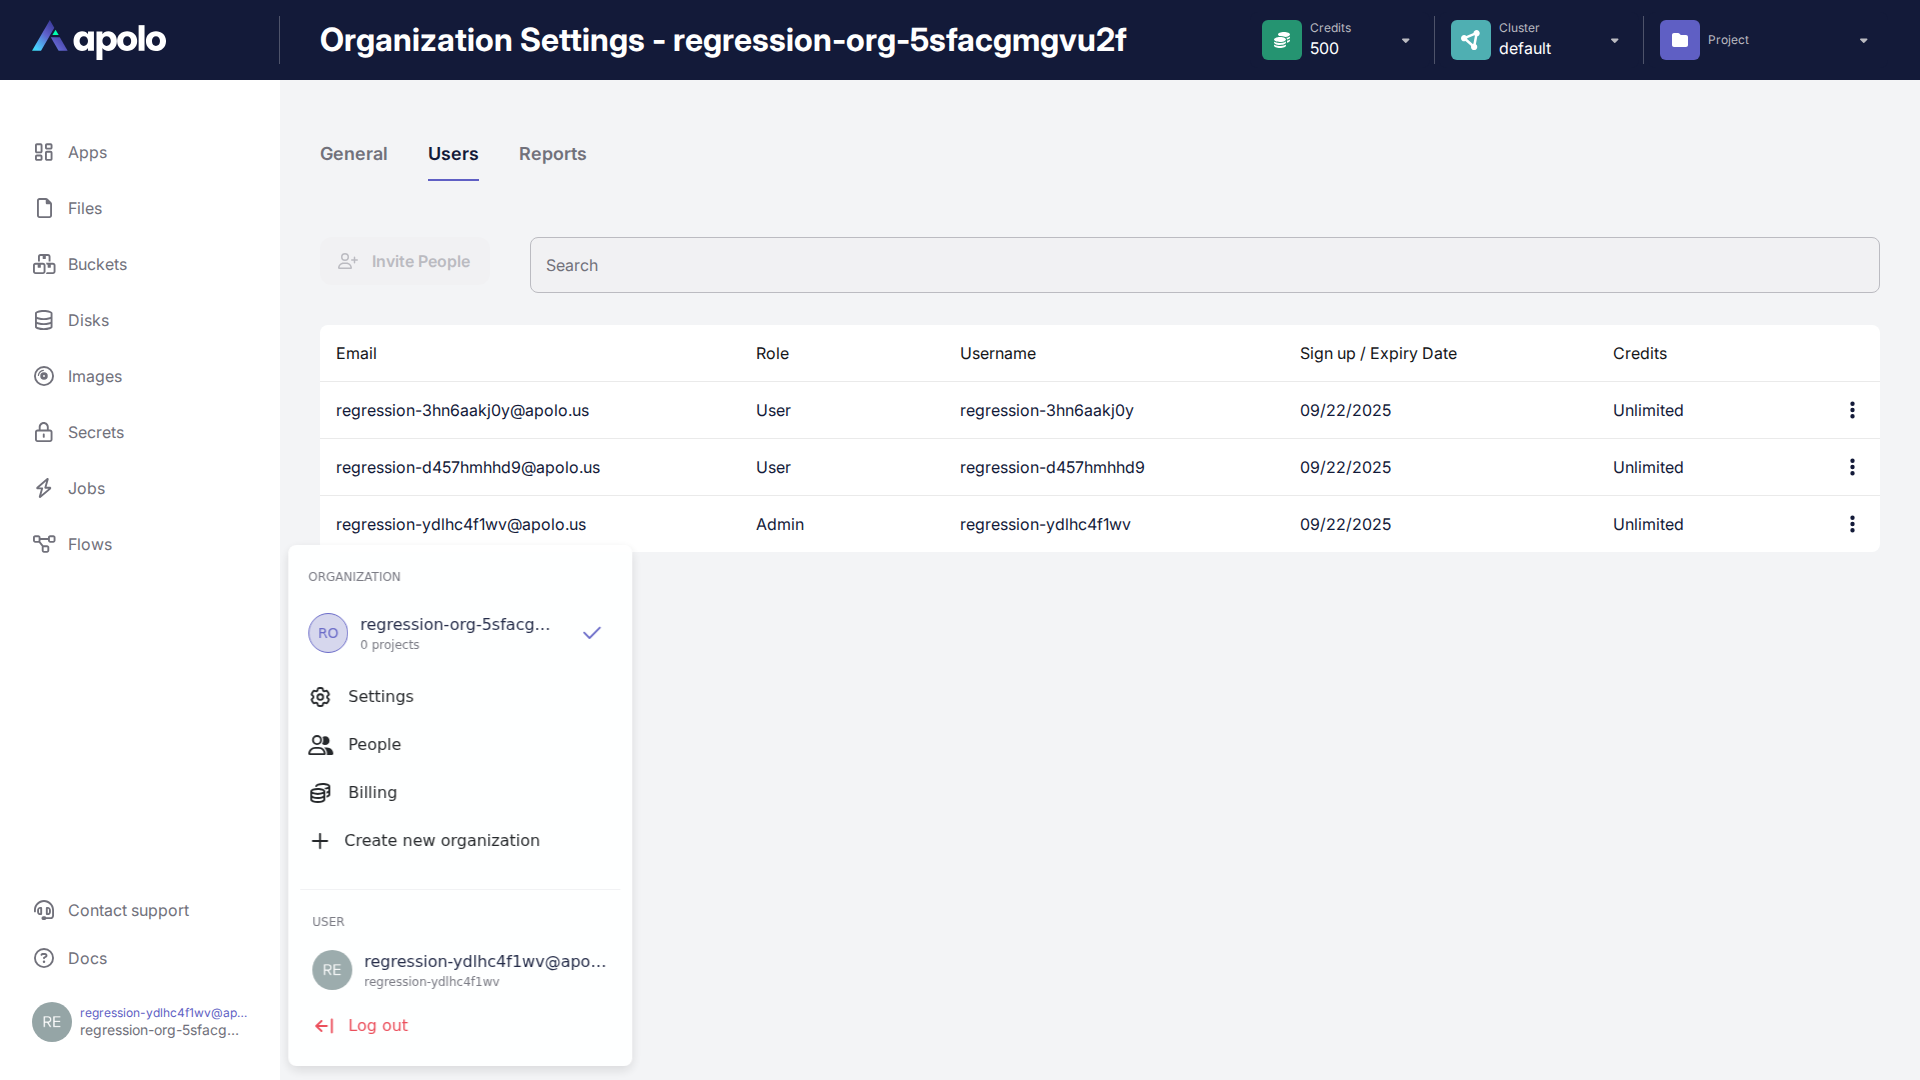 apolo
Organization Settings - regression-org-5sfacgmgvu2f
Credits
500
Cluster
default
Project
Apps
Files
Buckets
Disks
Images
Secrets
Jobs
Flows
General Users Reports
Invite People
Search
Email Role Username Sign up / Expiry Date Credits
regression-3hn6aakj0y@apolo.us User regression-3hn6aakj0y 09/22/2025 Unlimited
regression-d457hmhhd9@apolo.us User regression-d457hmhhd9 09/22/2025 Unlimited
regression-ydlhc4f1wv@apolo.us Admin regression-ydlhc4f1wv 09/22/2025 Unlimited
ORGANIZATION
RO
regression-org-5sfacg...
0 projects
Settings
People
Billing
Create new organization
USER
RE
regression-ydlhc4f1wv@apo...
regression-ydlhc4f1wv
Log out
Contact support
Docs
RE
regression-ydlhc4f1wv@ap...
regression-org-5sfacg...